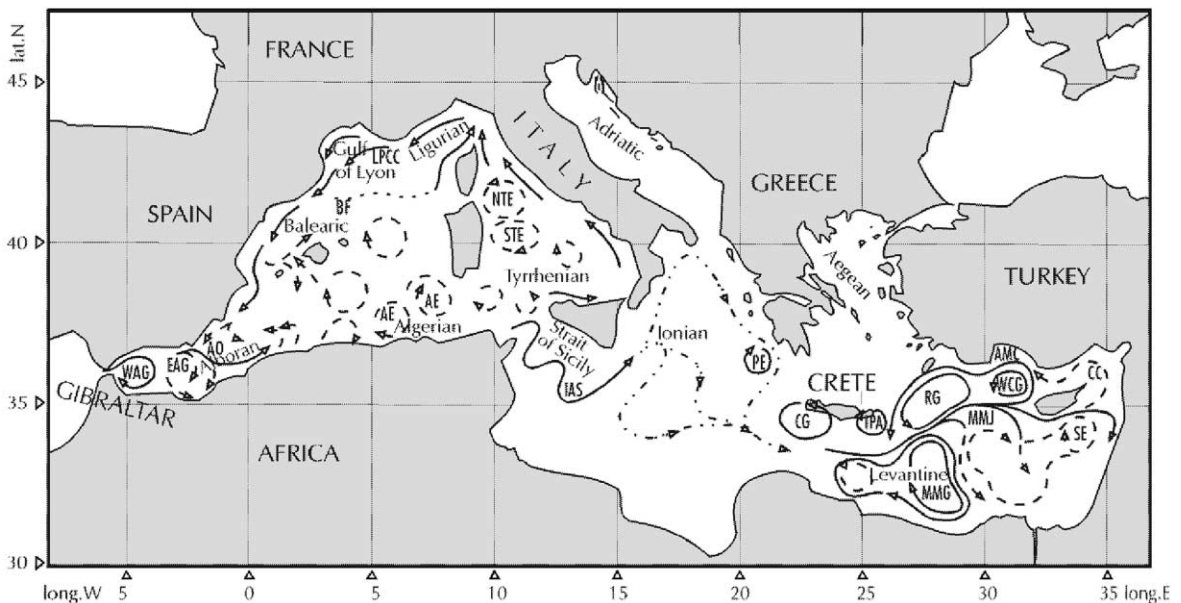 lat.N
FRANCE
45
Adriatic
ITALY
Ligurian
Gulf
of Lyon
LPCC
GREECE
SPAIN
BF
NTE
Balearic
40
STE
Aegean
Tyrrhenian
TURKEY
AE
AE
Algerian
Ionian
Strait
of Sicily
AO
Alboran
EAG
WAG
PE
AMC
CRETE
WCG
CC
GIBRALTAR
IAS
RG
35
CG
IPA
MMJ
SE
AFRICA
Levantine
MMG
30
long.W 5 0 5 10 15 20 25 30 35 long.E